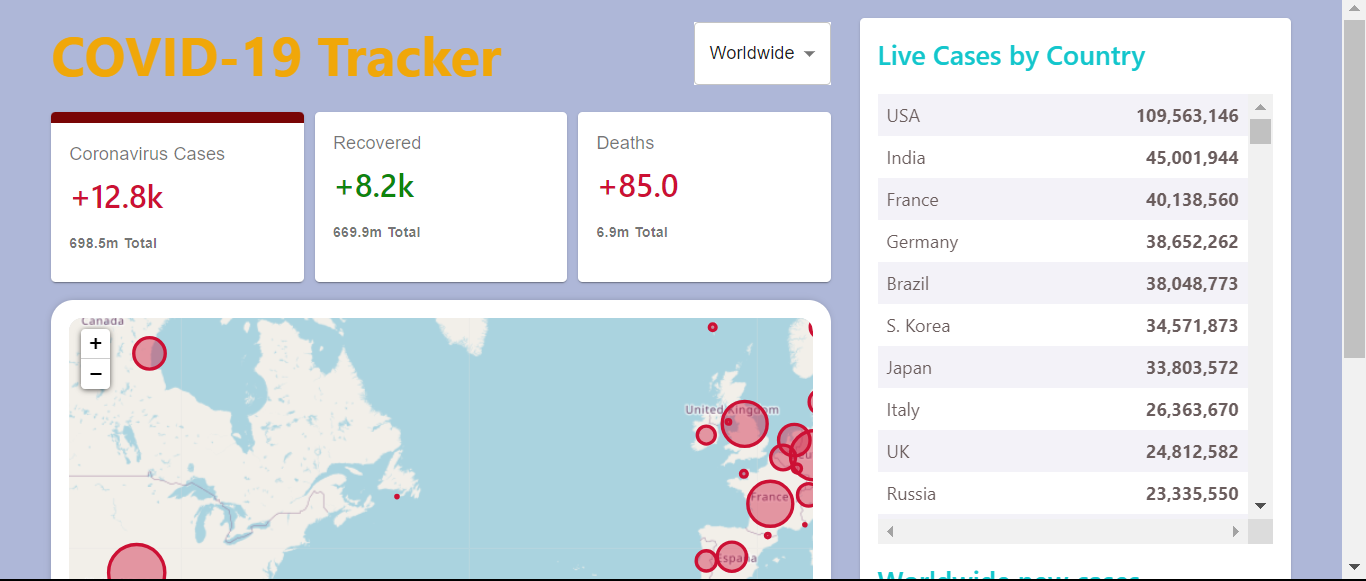 COVID-19 Tracker
Worldwide
Coronavirus Cases
+12.8k
698.5m Total
Recovered
+8.2k
669.9m Total
Deaths
+85.0
6.9m Total
Canada
+
−
United Kingdom
France
España
Live Cases by Country
USA 109,563,146
India 45,001,944
France 40,138,560
Germany 38,652,262
Brazil 38,048,773
S. Korea 34,571,873
Japan 33,803,572
Italy 26,363,670
UK 24,812,582
Russia 23,335,550
Worldwide new cases